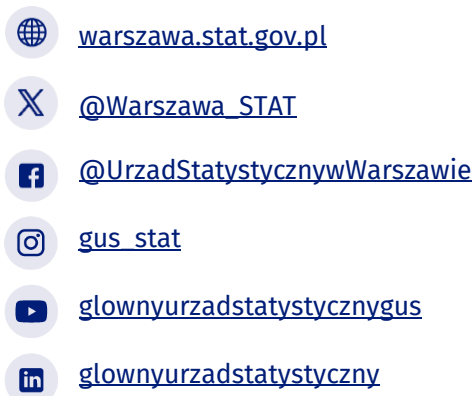 warszawa.stat.gov.pl
@Warszawa_STAT
@UrzadStatystycznywWarszawie
gus_stat
glownyurzadstatystycznygus
glownyurzadstatystyczny